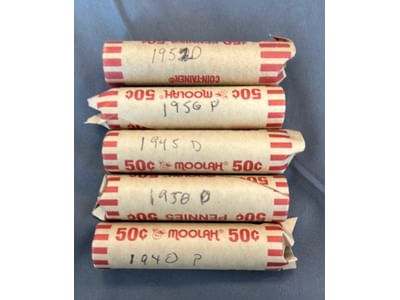 50¢ PENNIES 50¢
1952D
COIN-TAINER®
50¢ MOOLAH 50¢
1956 P
1945 D
50¢ MOOLAH 50¢
1958 D
50¢ PENNIES
50¢ MOOLAH 50¢
1940 P